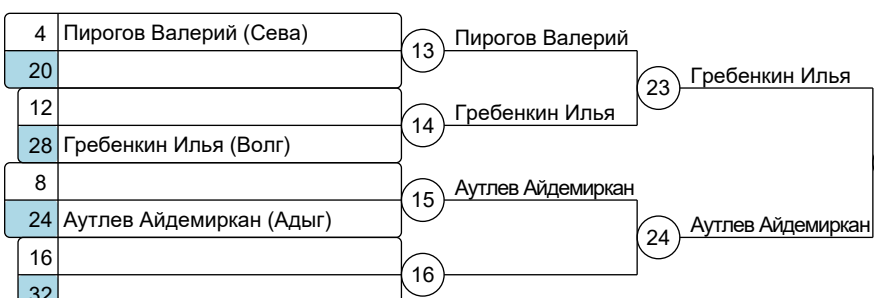 4 Пирогов Валерий (Сева)
20
13 Пирогов Валерий
12
28 Гребенкин Илья (Волг)
14 Гребенкин Илья
23 Гребенкин Илья
8
24 Аутлев Айдемиркан (Адыг)
15 Аутлев Айдемиркан
16
32
16
24 Аутлев Айдемиркан